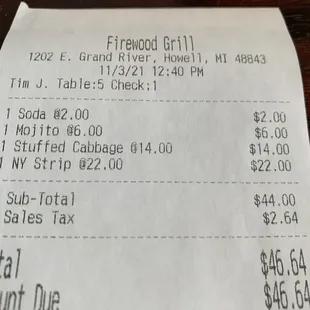 Firewood Grill
1202 E. Grand River, Howell, MI 48843
11/3/21 12:40 PM
Tim J. Table:5 Check:1
1 Soda @2.00 $2.00
1 Mojito @6.00 $6.00
1 Stuffed Cabbage @14.00 $14.00
1 NY Strip @22.00 $22.00
Sub-Total $44.00
Sales Tax $2.64
tal $46.64
unt Due $46.64